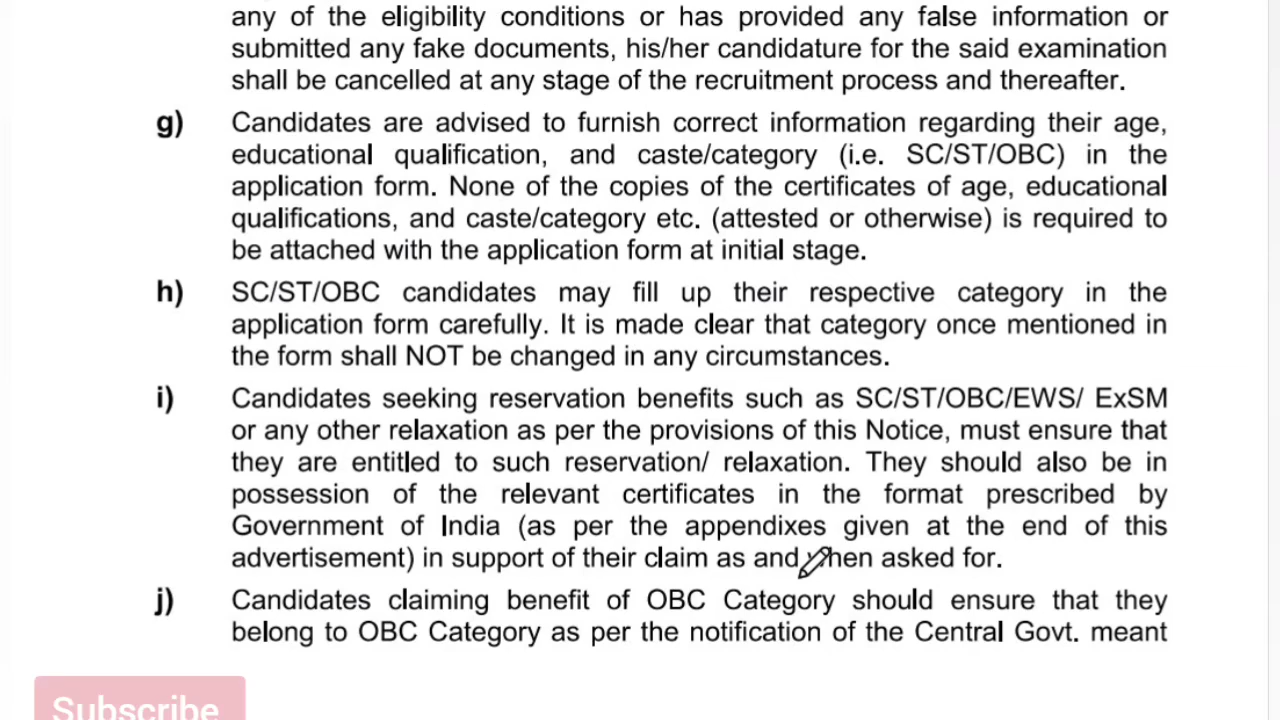 any of the eligibility conditions or has provided any false information or
submitted any fake documents, his/her candidature for the said examination
shall be cancelled at any stage of the recruitment process and thereafter.
g) Candidates are advised to furnish correct information regarding their age,
educational qualification, and caste/category (i.e. SC/ST/OBC) in the
application form. None of the copies of the certificates of age, educational
qualifications, and caste/category etc. (attested or otherwise) is required to
be attached with the application form at initial stage.
h) SC/ST/OBC candidates may fill up their respective category in the
application form carefully. It is made clear that category once mentioned in
the form shall NOT be changed in any circumstances.
i) Candidates seeking reservation benefits such as SC/ST/OBC/EWS/ ExSM
or any other relaxation as per the provisions of this Notice, must ensure that
they are entitled to such reservation/ relaxation. They should also be in
possession of the relevant certificates in the format prescribed by
Government of India (as per the appendixes given at the end of this
advertisement) in support of their claim as and when asked for.
j) Candidates claiming benefit of OBC Category should ensure that they
belong to OBC Category as per the notification of the Central Govt. meant
Subscribe